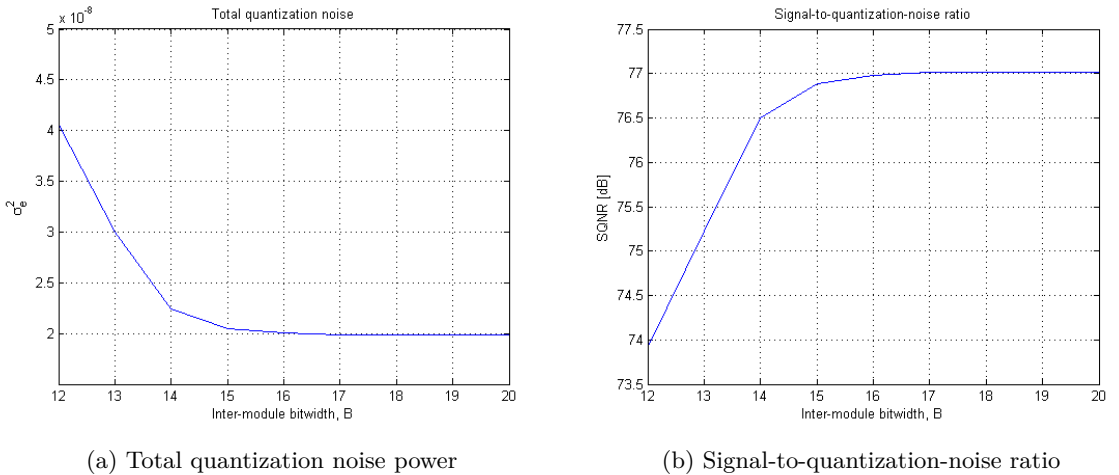 Total quantization noise
x 10^-8
5
4.5
4
3.5
3
2.5
2
σ_e^2
12 13 14 15 16 17 18 19 20
Inter-module bitwidth, B
(a) Total quantization noise power
Signal-to-quantization-noise ratio
77.5
77
76.5
76
75.5
75
74.5
74
73.5
SQNR [dB]
12 13 14 15 16 17 18 19 20
Inter-module bitwidth, B
(b) Signal-to-quantization-noise ratio